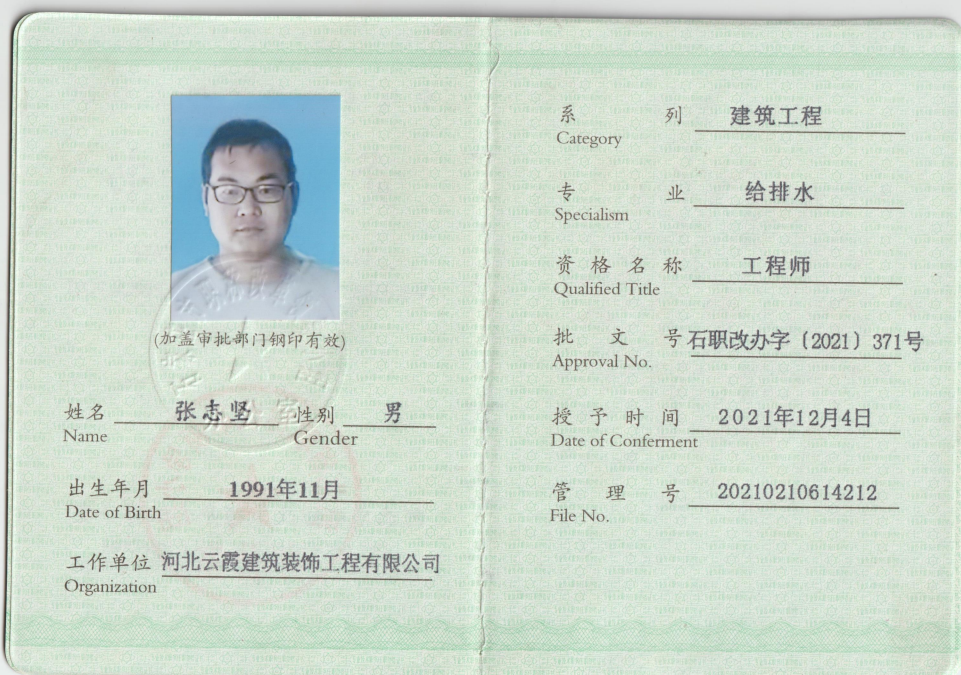 (加盖审批部门钢印有效)
姓名 张志坚 性别 男
Name Gender
出生年月 1991年11月
Date of Birth
工作单位 河北云霞建筑装饰工程有限公司
Organization
系列 建筑工程
Category
专业 给排水
Specialism
资格名称 工程师
Qualified Title
批文号 石职改办字〔2021〕371号
Approval No.
授予时间 2021年12月4日
Date of Conferment
管理号 20210210614212
File No.